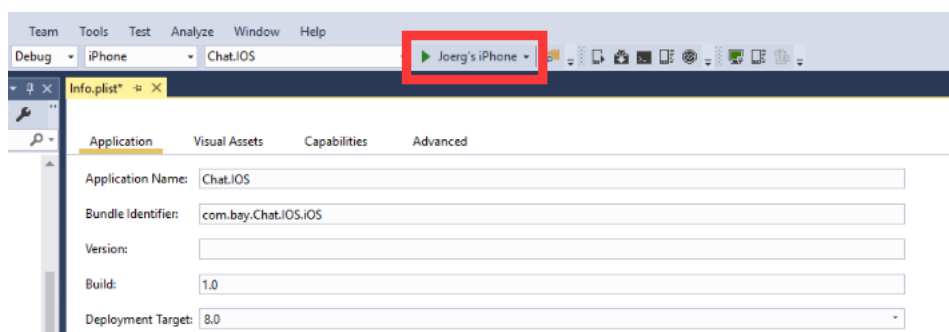 Team Tools Test Analyze Window Help
Debug iPhone Chat.IOS Joerg's iPhone
Info.plist*
Application Visual Assets Capabilities Advanced
Application Name: Chat.IOS
Bundle Identifier: com.bay.Chat.IOS.iOS
Version:
Build: 1.0
Deployment Target: 8.0